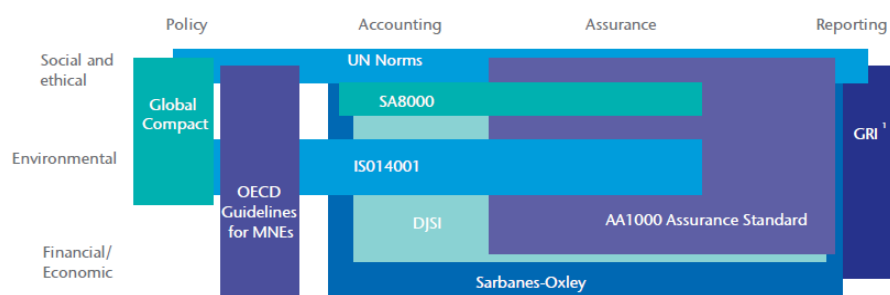 Policy
Accounting
Assurance
Reporting
Social and
ethical
UN Norms
Global
Compact
SA8000
GRI 1
Environmental
IS014001
OECD
Guidelines
for MNEs
DJSI
AA1000 Assurance Standard
Financial/
Economic
Sarbanes-Oxley